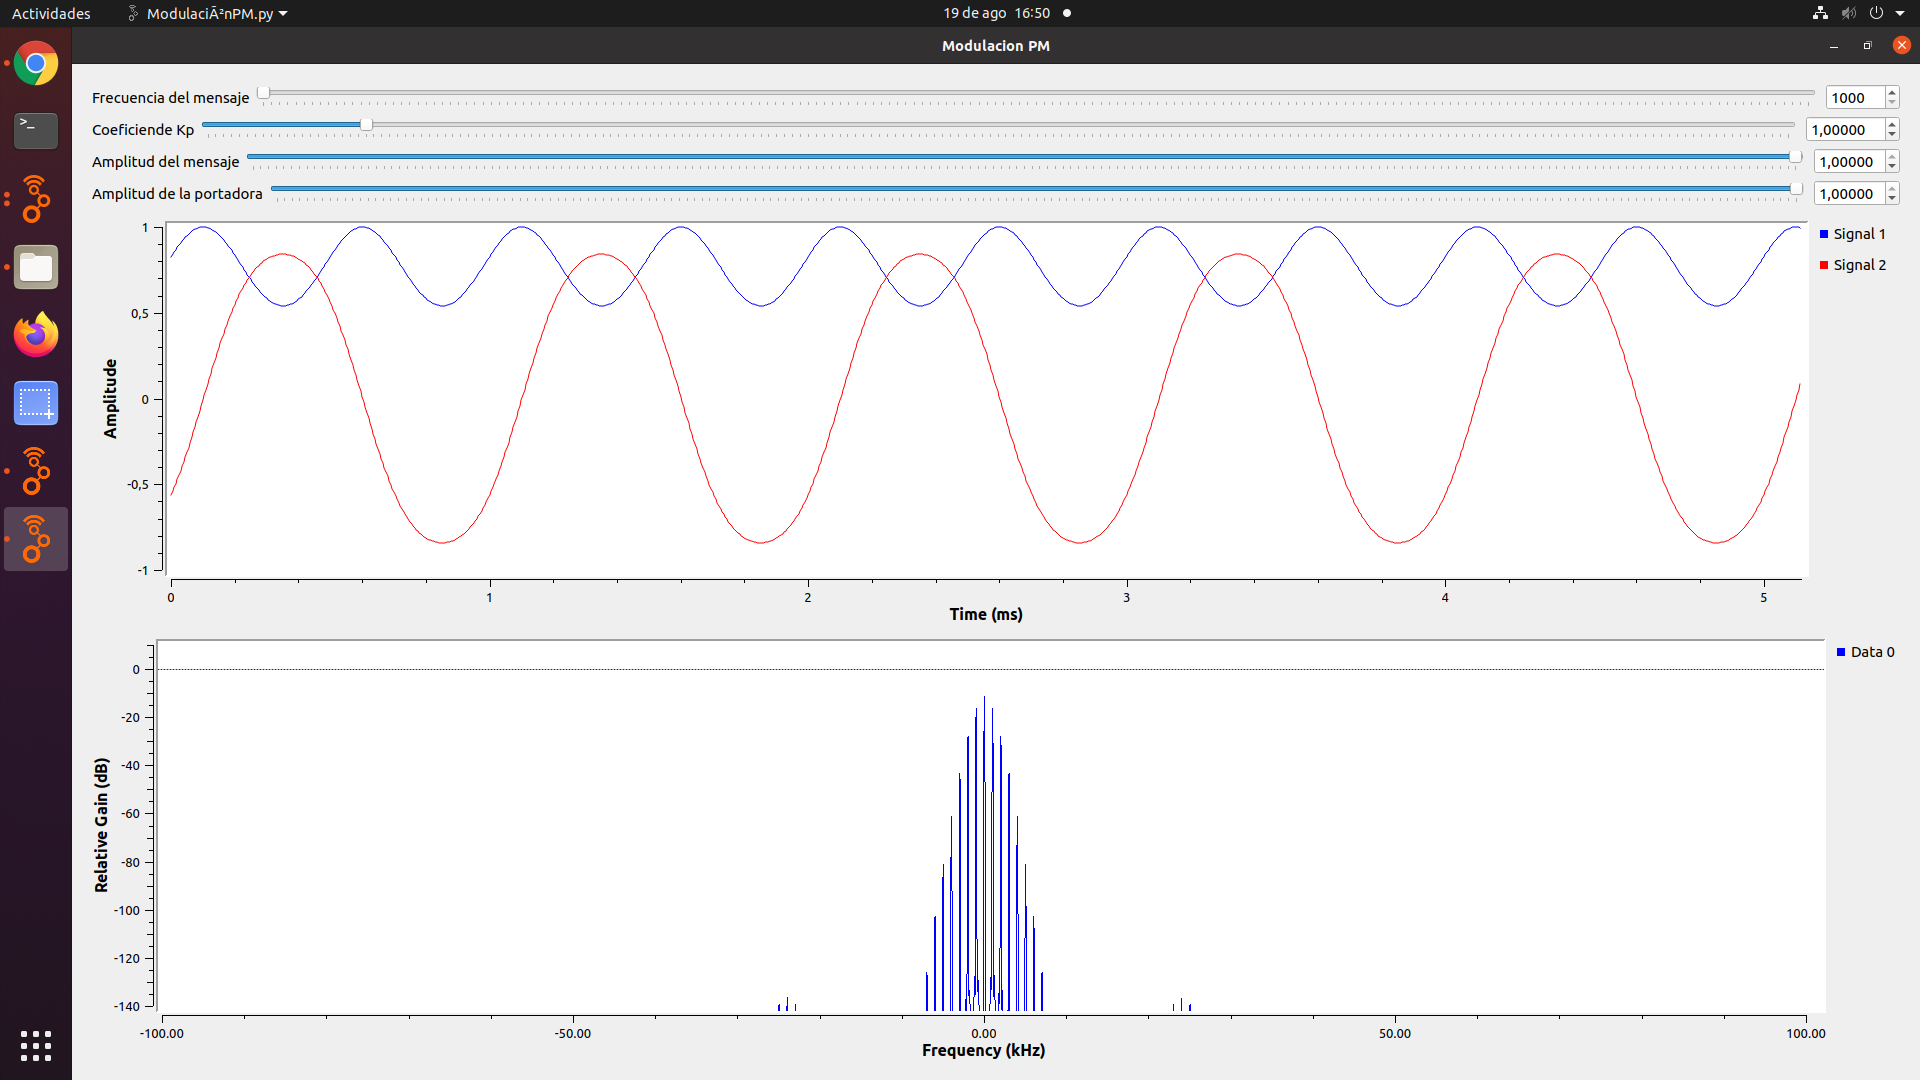 Actividades
ModulaciÃ²nPM.py
19 de ago 16:50
Modulacion PM
Frecuencia del mensaje
1000
Coeficiende Kp
1,00000
Amplitud del mensaje
1,00000
Amplitud de la portadora
1,00000
Signal 1
Signal 2
Amplitude
1
0,5
0
-0,5
-1
0 1 2 3 4 5
Time (ms)
Data 0
Relative Gain (dB)
0
-20
-40
-60
-80
-100
-120
-140
-100.00 -50.00 0.00 50.00 100.00
Frequency (kHz)